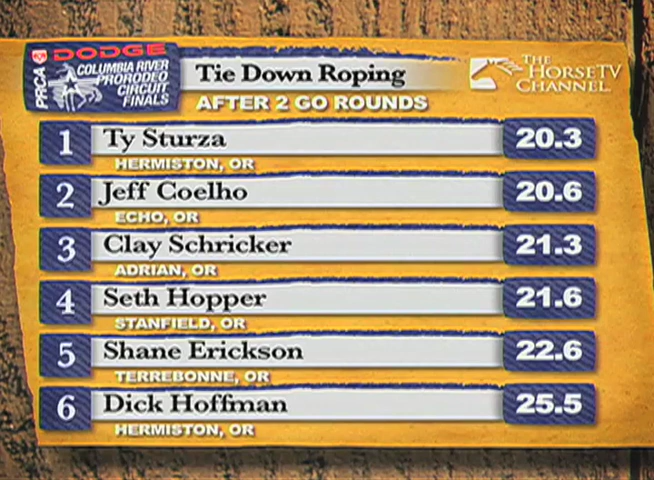 PRCA DODGE
COLUMBIA RIVER
PRORODEO
CIRCUIT
FINALS
Tie Down Roping
AFTER 2 GO ROUNDS
THE
HORSETV
CHANNEL
1 Ty Sturza 20.3
HERMISTON, OR
2 Jeff Coelho 20.6
ECHO, OR
3 Clay Schricker 21.3
ADRIAN, OR
4 Seth Hopper 21.6
STANFIELD, OR
5 Shane Erickson 22.6
TERREBONNE, OR
6 Dick Hoffman 25.5
HERMISTON, OR